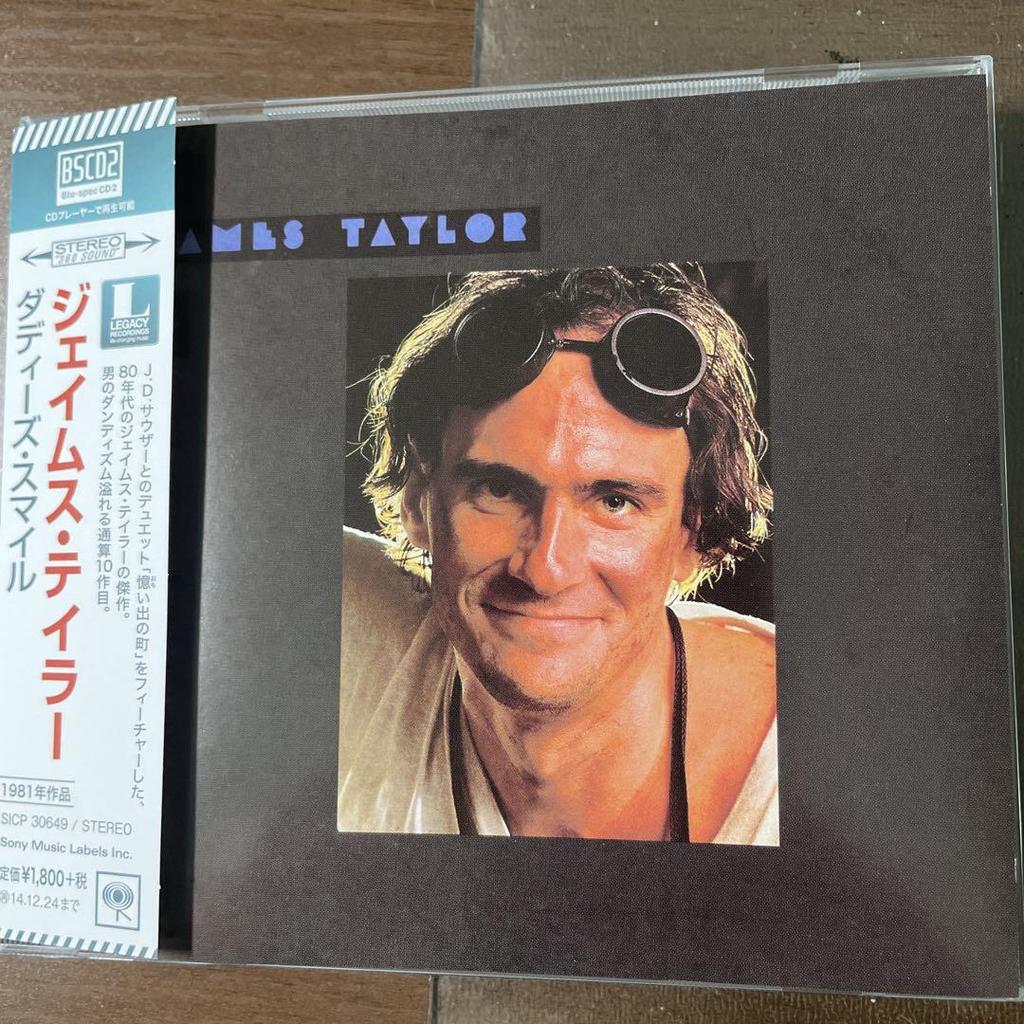 BSCD2
Blu-spec CD2
CDプレーヤーで再生可能
STEREO
"360 SOUND"
L
LEGACY
RECORDINGS
ジェイムス・テイラー
ダディーズ・スマイル
J.D.サウザーとのデュエット「憶い出の町」をフィーチャーした、
80年代のジェイムス・テイラーの傑作。
男のダンディズム溢れる通算10作目。
1981年作品
SICP 30649 / STEREO
Sony Music Labels Inc.
定価¥1,800+税
14.12.24まで
AMES TAYLOR